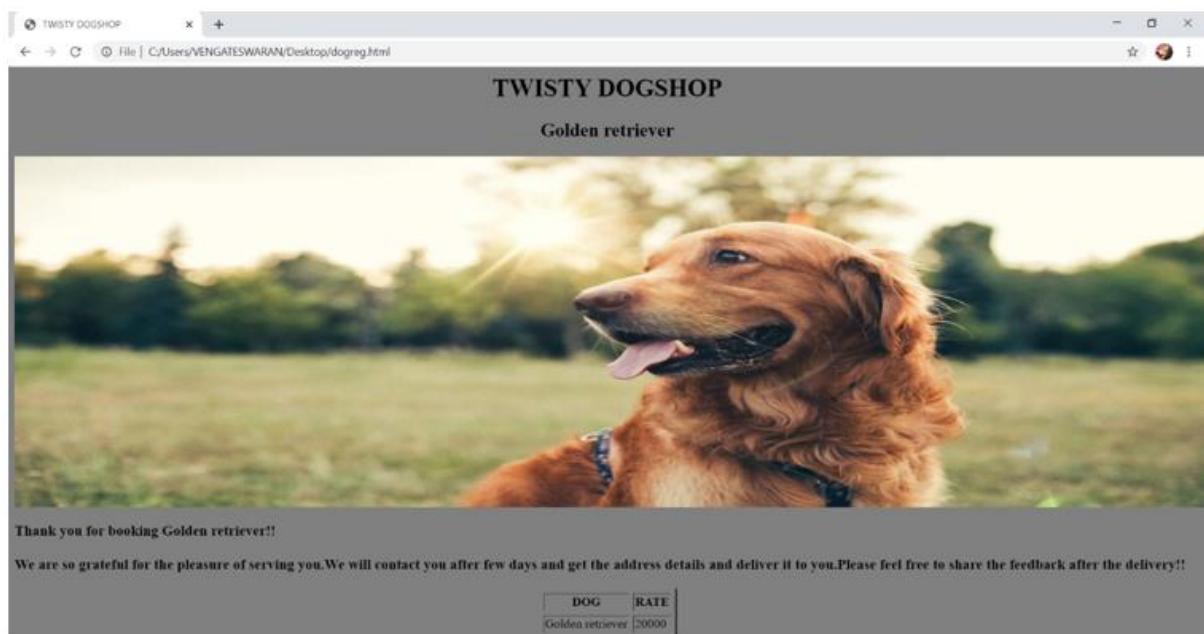 TWISTY DOGSHOP
File | C:/Users/VENGATESWARAN/Desktop/dogreg.html
TWISTY DOGSHOP
Golden retriever
Thank you for booking Golden retriever!!
We are so grateful for the pleasure of serving you.We will contact you after few days and get the address details and deliver it to you.Please feel free to share the feedback after the delivery!!
DOG RATE
Golden retriever 20000